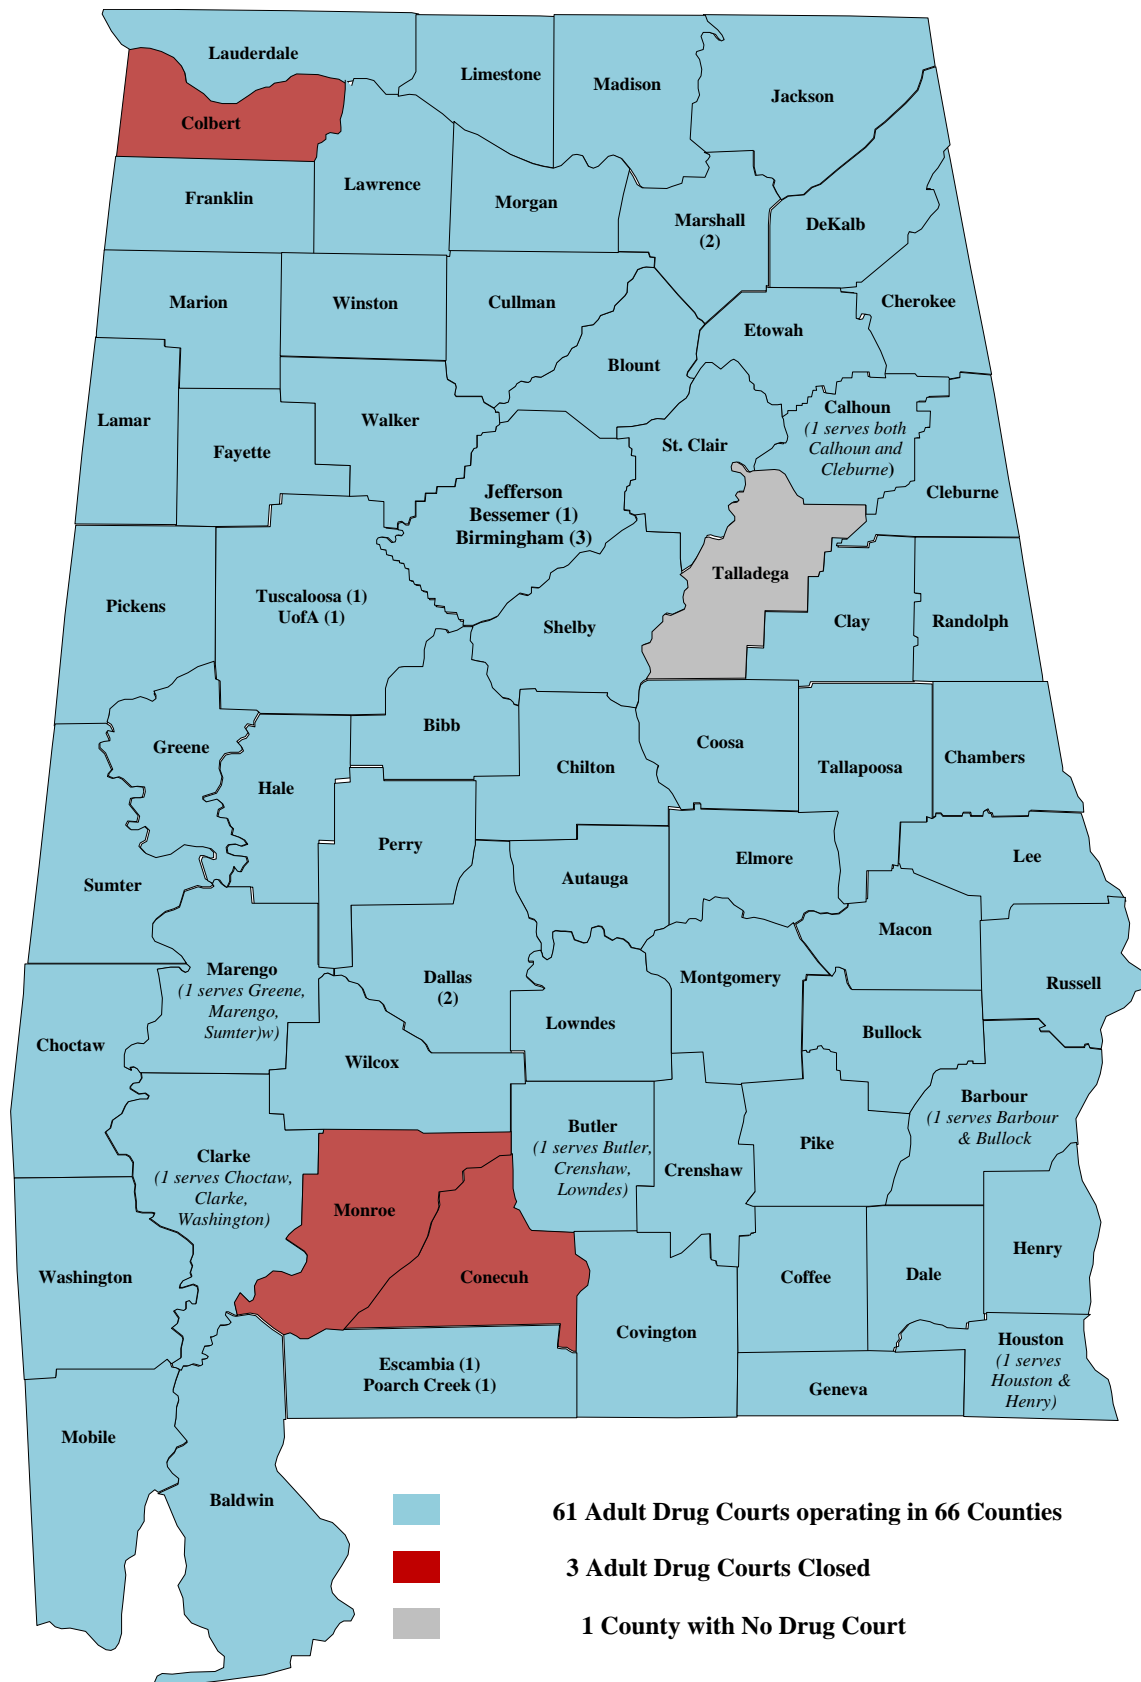 Lauderdale
Limestone
Madison
Jackson
Colbert
Franklin
Lawrence
Morgan
Marshall
(2)
DeKalb
Marion
Winston
Cullman
Cherokee
Etowah
Blount
Lamar
Walker
Fayette
St. Clair
Calhoun
(1 serves both
Calhoun and
Cleburne)
Cleburne
Jefferson
Bessemer (1)
Birmingham (3)
Talladega
Pickens
Tuscaloosa (1)
UofA (1)
Shelby
Clay
Randolph
Bibb
Greene
Hale
Chilton
Coosa
Tallapoosa
Chambers
Perry
Sumter
Autauga
Elmore
Lee
Macon
Marengo
(1 serves Greene,
Marengo,
Sumter)w)
Dallas
(2)
Montgomery
Russell
Choctaw
Lowndes
Bullock
Wilcox
Barbour
(1 serves Barbour
& Bullock
Clarke
(1 serves Choctaw,
Clarke,
Washington)
Butler
(1 serves Butler,
Crenshaw,
Lowndes)
Crenshaw
Pike
Monroe
Washington
Conecuh
Coffee
Dale
Henry
Covington
Houston
(1 serves
Houston &
Henry)
Escambia (1)
Poarch Creek (1)
Geneva
Mobile
Baldwin
61 Adult Drug Courts operating in 66 Counties
3 Adult Drug Courts Closed
1 County with No Drug Court